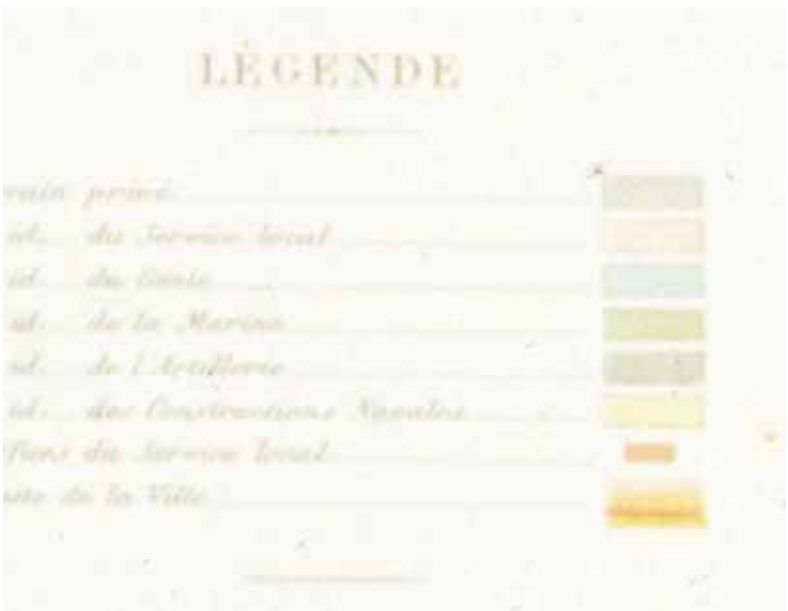 LÉGENDE
rain privé
id. du Service local
id. du Génie
id. de la Marine
id. de l'Artillerie
id. des Constructions Navales
du Service local
de la Ville